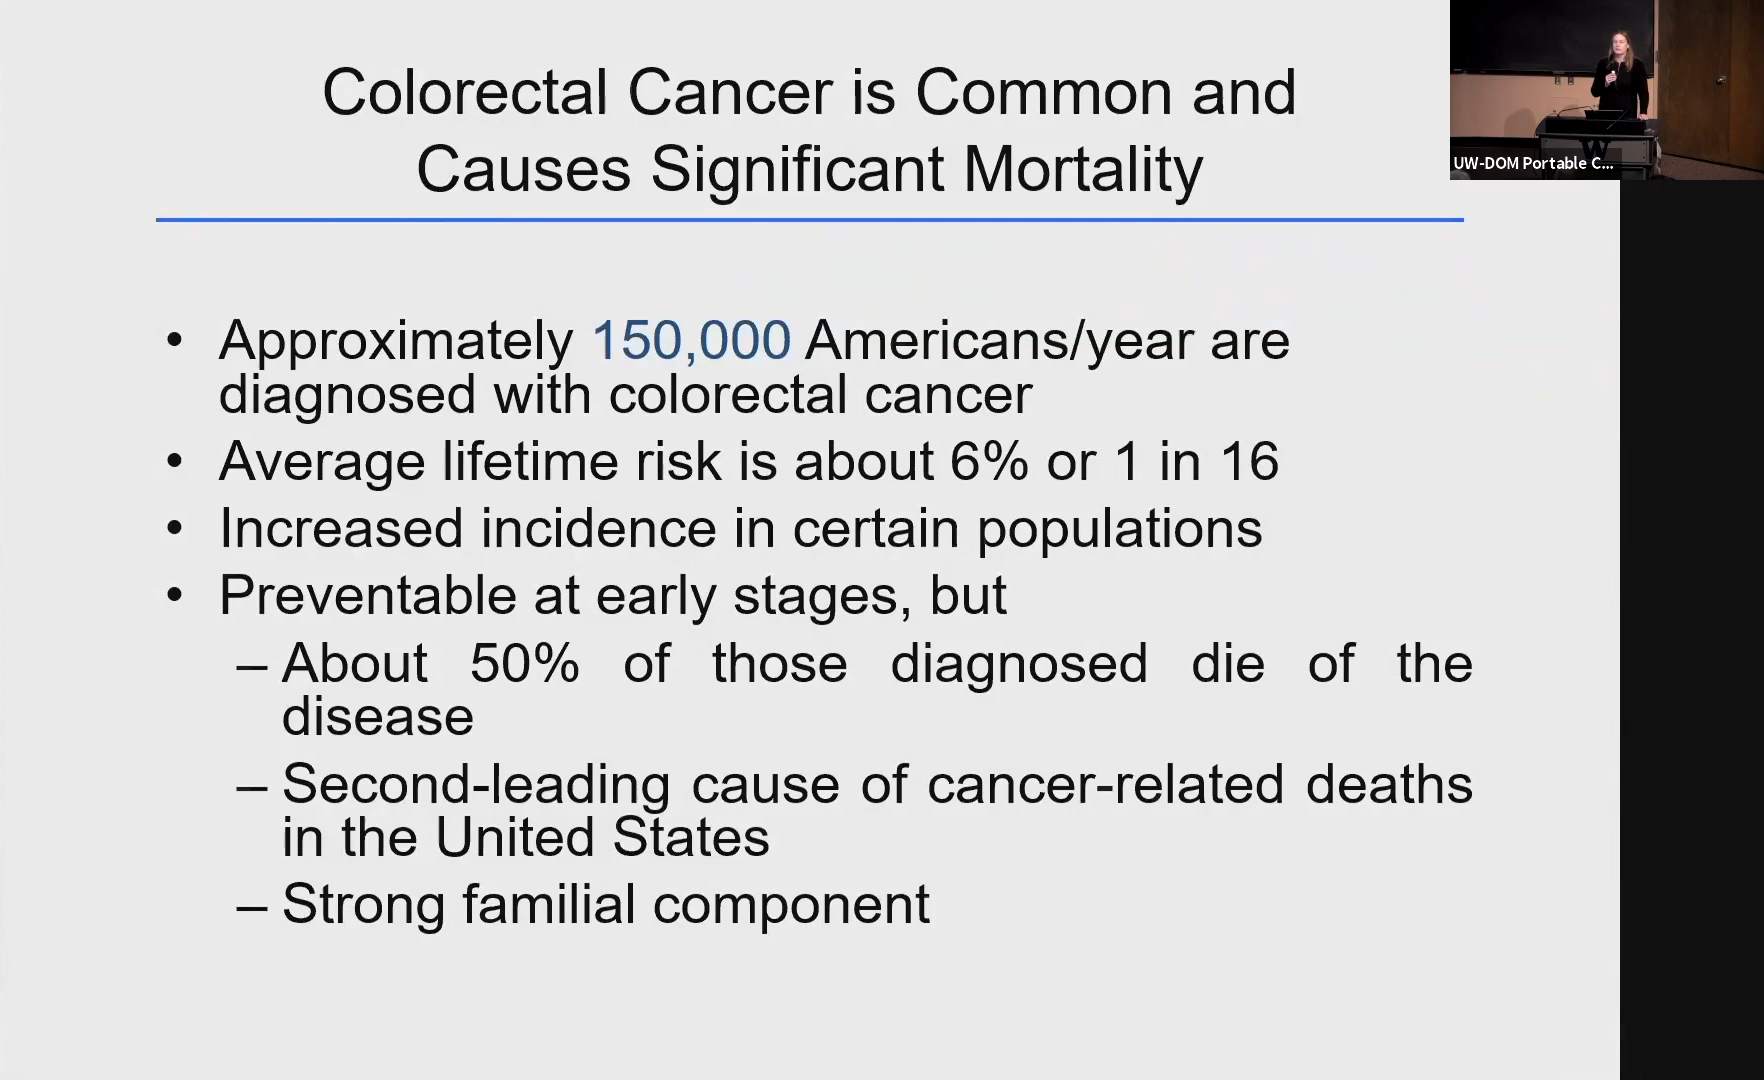 Colorectal Cancer is Common and
Causes Significant Mortality
UW-DOM Portable C...
• Approximately 150,000 Americans/year are
diagnosed with colorectal cancer
• Average lifetime risk is about 6% or 1 in 16
• Increased incidence in certain populations
• Preventable at early stages, but
– About 50% of those diagnosed die of the
disease
– Second-leading cause of cancer-related deaths
in the United States
– Strong familial component